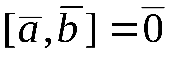 [a̅, b̅] = 0̅